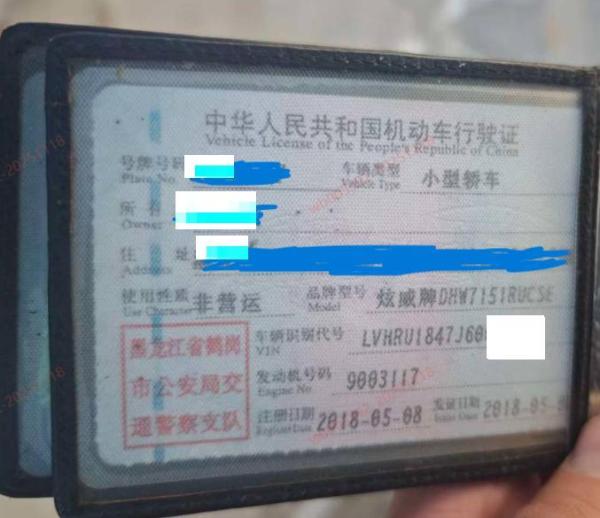 中华人民共和国机动车行驶证
Vehicle License of the People's Republic of China
号牌号码
Plate No.
车辆类型 小型轿车
Vehicle Type
所有
Owner
住 址
Address
使用性质 非营运
Use Character
品牌型号 炫威牌DHW7151RUCSE
Model
车辆识别代号 LVHRU1847J60
VIN
黑龙江省鹤岗
市公安局交
通警察支队
发动机号码 9003117
Engine No.
注册日期 2018-05-08
Register Date
发证日期 2018-05-
Issue Date